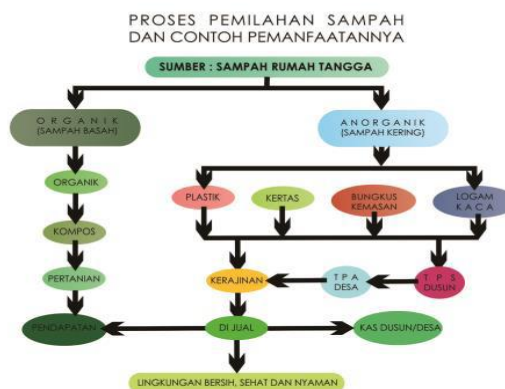 PROSES PEMILAHAN SAMPAH
DAN CONTOH PEMANFAATANNYA
SUMBER : SAMPAH RUMAH TANGGA
ORGANIK
(SAMPAH BASAH)
ANORGANIK
(SAMPAH KERING)
ORGANIK
PLASTIK
KERTAS
BUNGKUS
KEMASAN
LOGAM
KACA
KOMPOS
PERTANIAN
KERAJINAN
TPA
DESA
TPS
DUSUN
PENDAPATAN
DI JUAL
KAS DUSUN/DESA
LINGKUNGAN BERSIH, SEHAT DAN NYAMAN